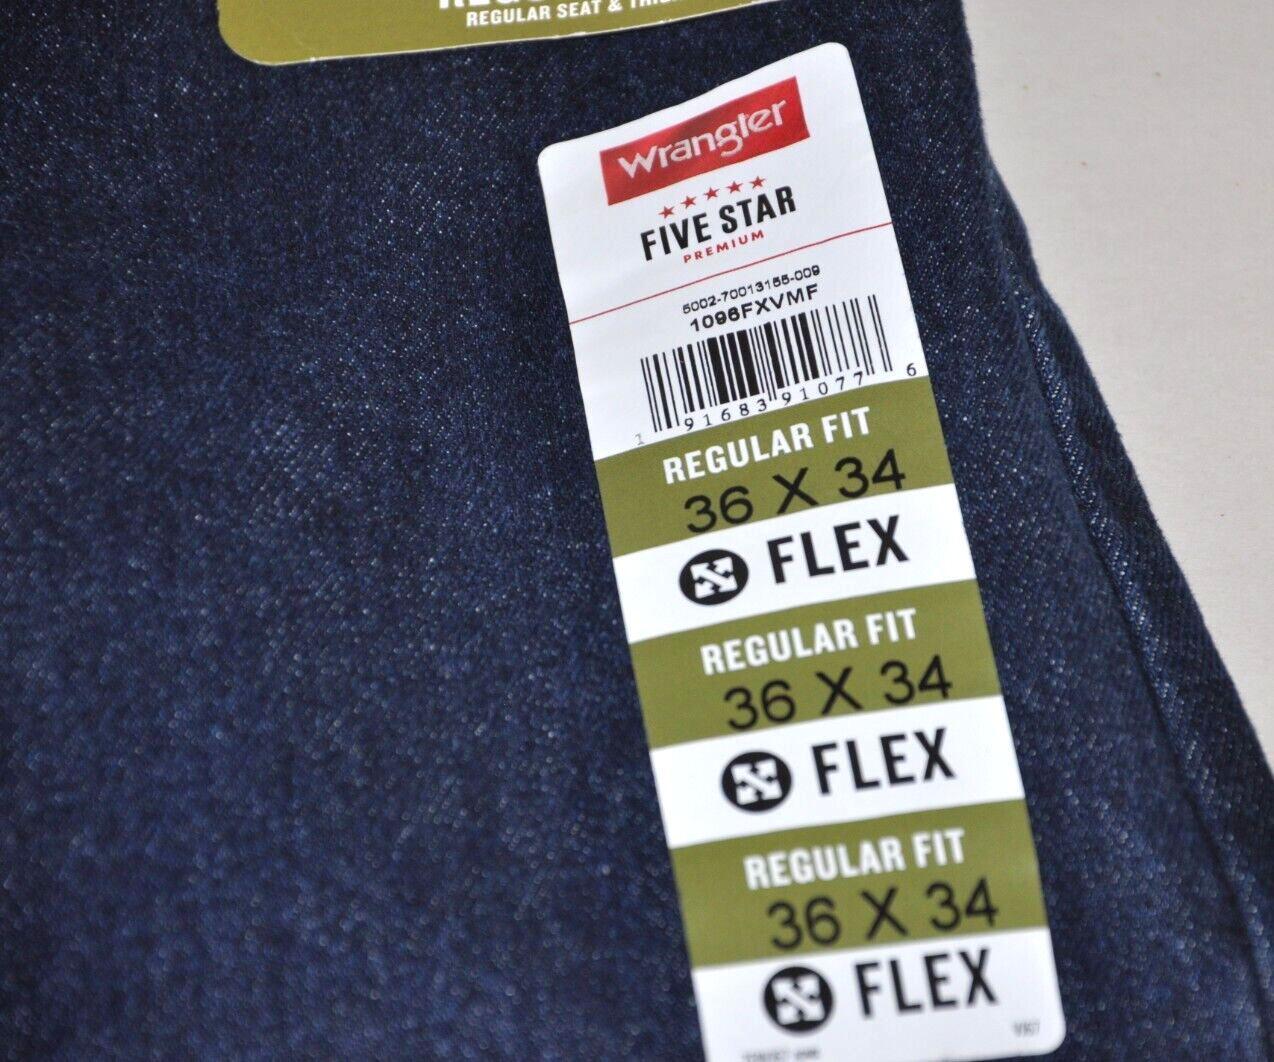 REGULAR SEAT &
Wrangler
FIVE STAR
PREMIUM
5002-70013155-009
1096FXVMF
1 91683 91077 6
REGULAR FIT
36 X 34
FLEX
REGULAR FIT
36 X 34
FLEX
REGULAR FIT
36 X 34
FLEX